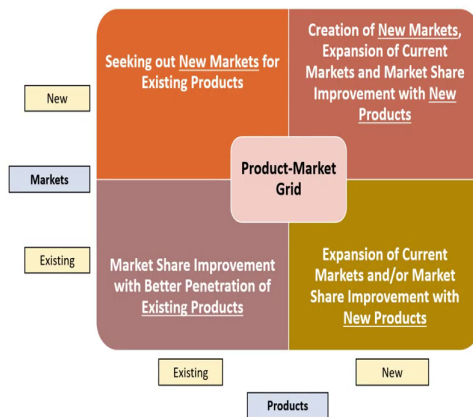 Seeking out New Markets for
Existing Products
Creation of New Markets,
Expansion of Current
Markets and Market Share
Improvement with New
Products
New
Product-Market
Grid
Markets
Existing
Market Share Improvement
with Better Penetration of
Existing Products
Expansion of Current
Markets and/or Market
Share Improvement with
New Products
Existing
New
Products